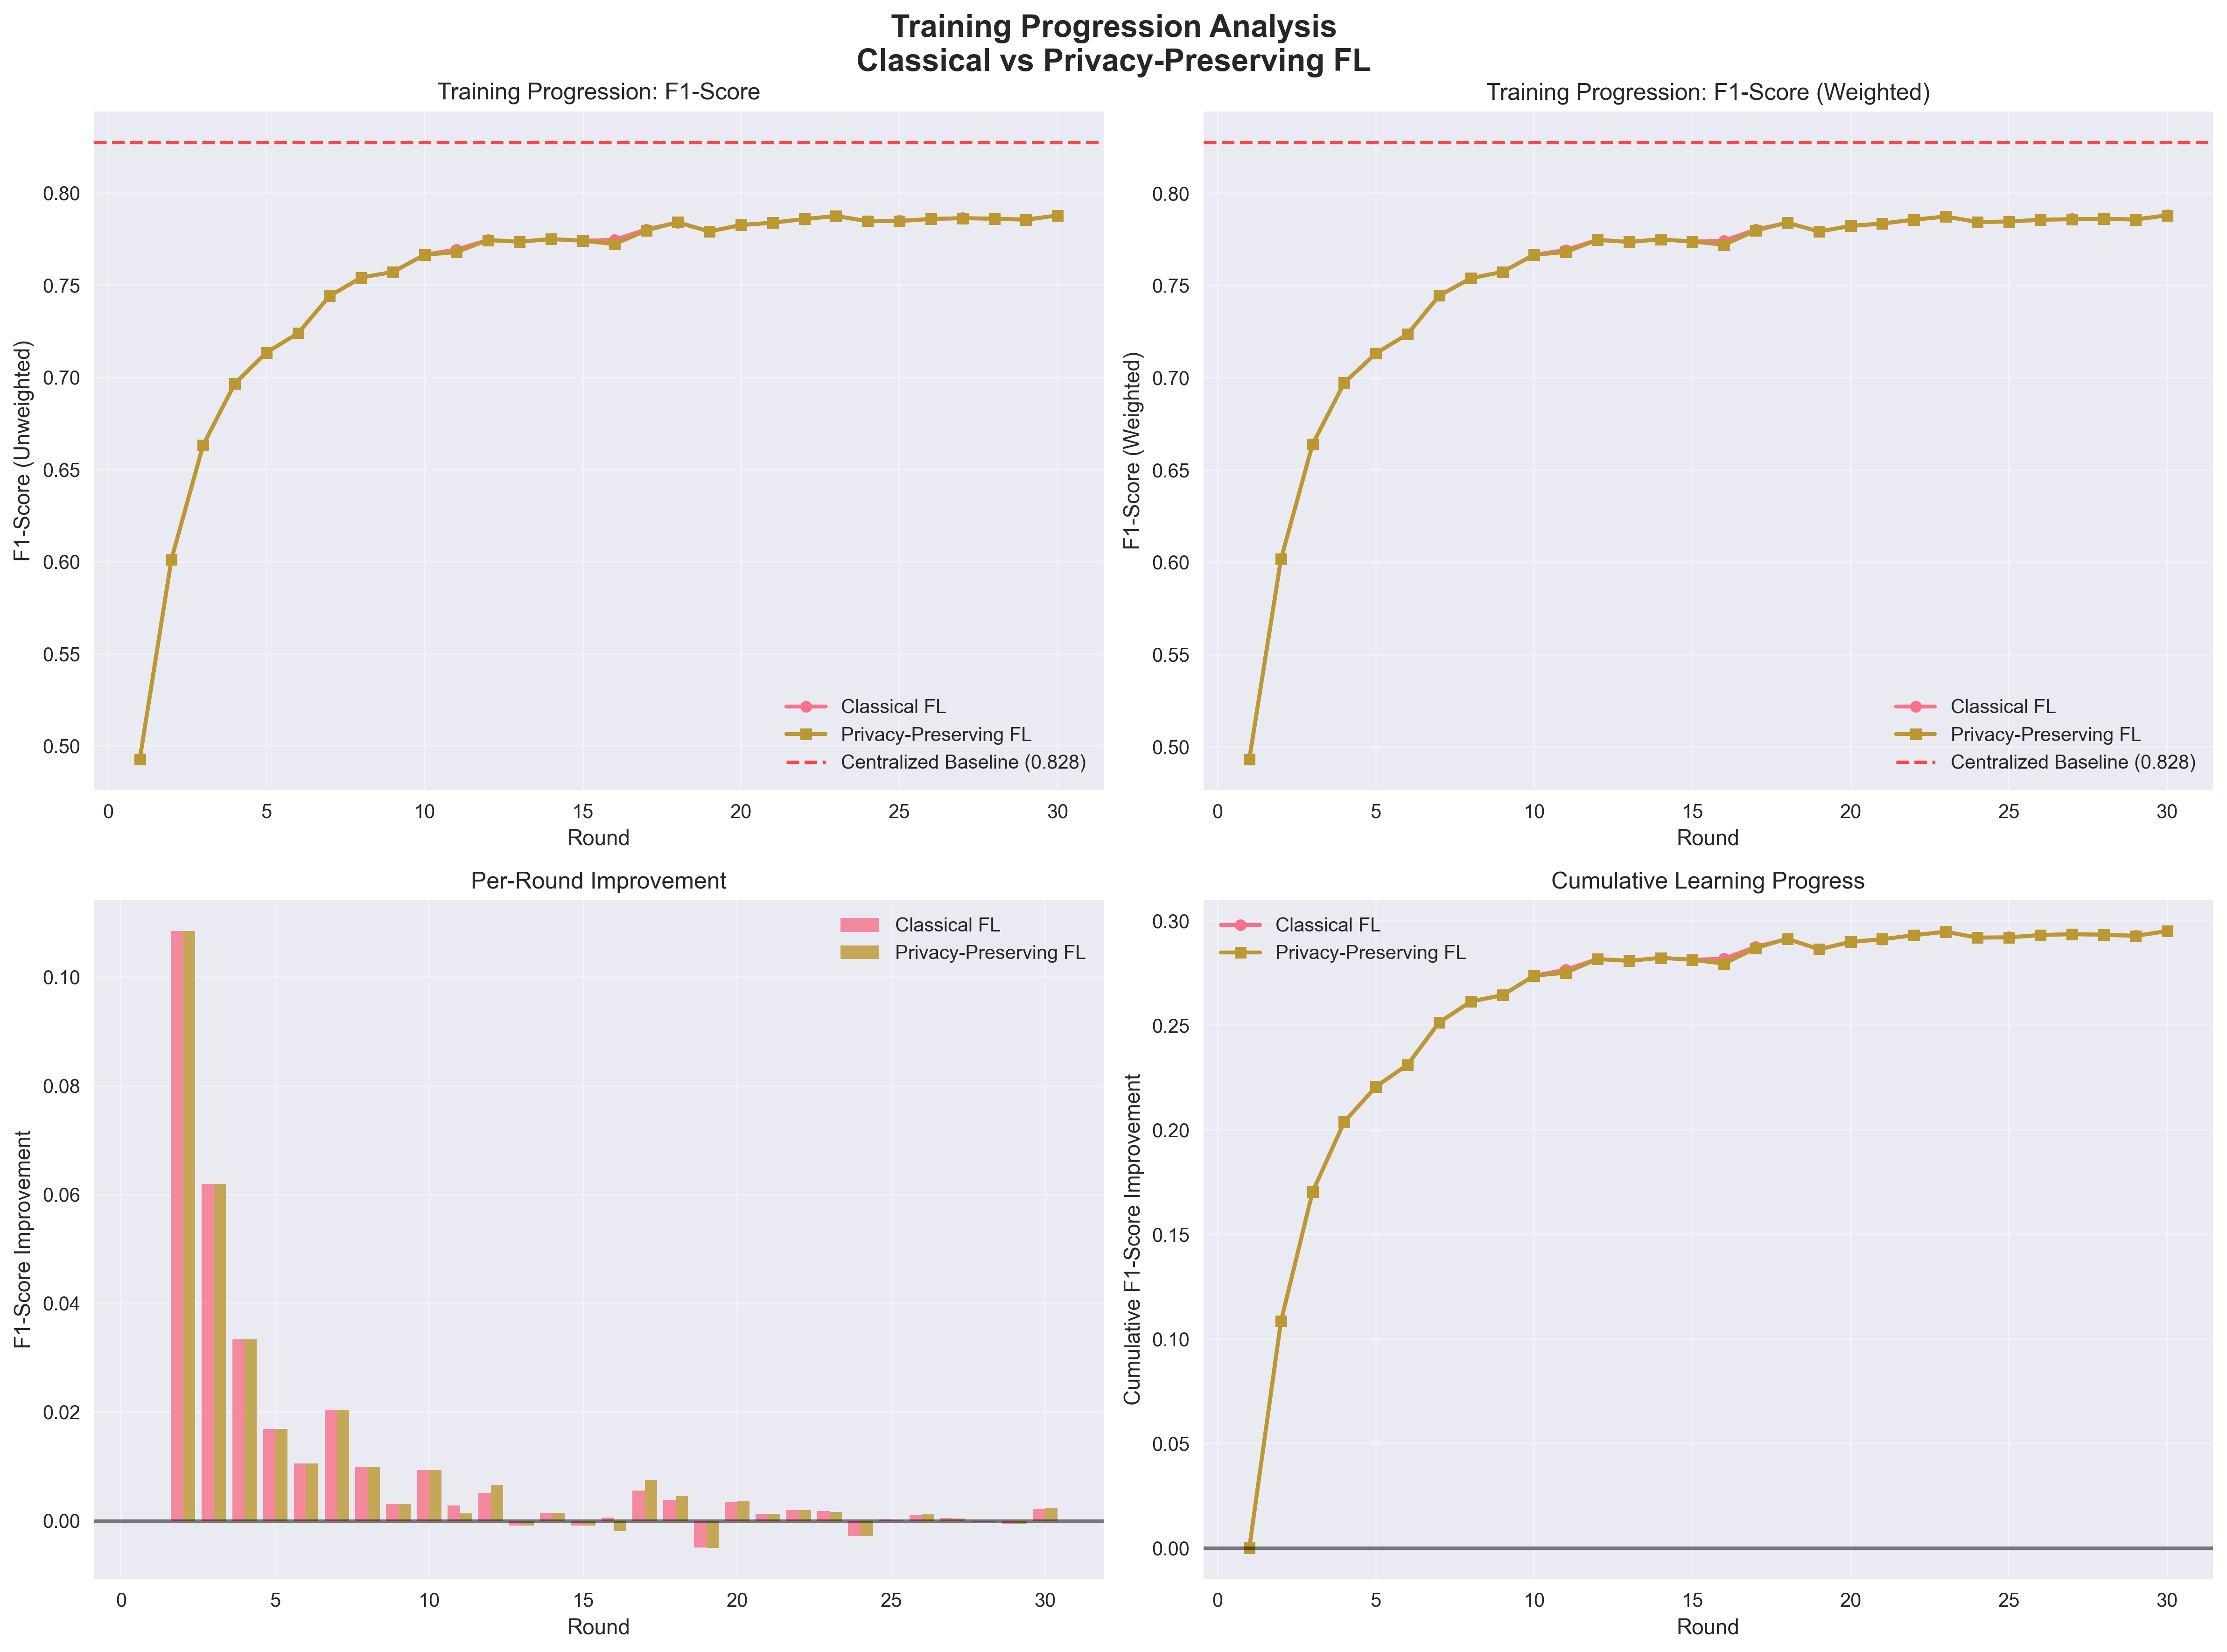 Training Progression Analysis
Classical vs Privacy-Preserving FL
Training Progression: F1-Score
F1-Score (Unweighted)
0.80
0.75
0.70
0.65
0.60
0.55
0.50
0
5
10
15
20
25
30
Round
Classical FL
Privacy-Preserving FL
Centralized Baseline (0.828)
Training Progression: F1-Score (Weighted)
F1-Score (Weighted)
0.80
0.75
0.70
0.65
0.60
0.55
0.50
0
5
10
15
20
25
30
Round
Classical FL
Privacy-Preserving FL
Centralized Baseline (0.828)
Per-Round Improvement
F1-Score Improvement
0.10
0.08
0.06
0.04
0.02
0.00
0
5
10
15
20
25
30
Round
Classical FL
Privacy-Preserving FL
Cumulative Learning Progress
Cumulative F1-Score Improvement
0.30
0.25
0.20
0.15
0.10
0.05
0.00
0
5
10
15
20
25
30
Round
Classical FL
Privacy-Preserving FL